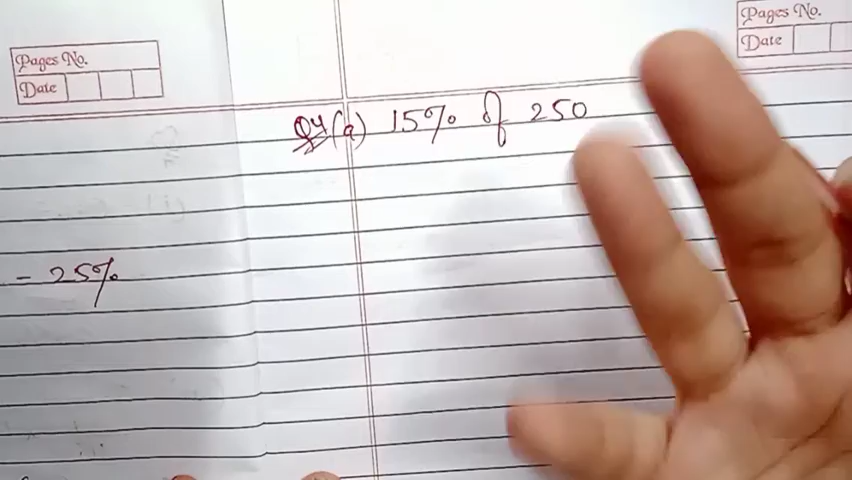 Pages No.
Date
- 25%
Pages No.
Date
Q4 (a) 15% of 250